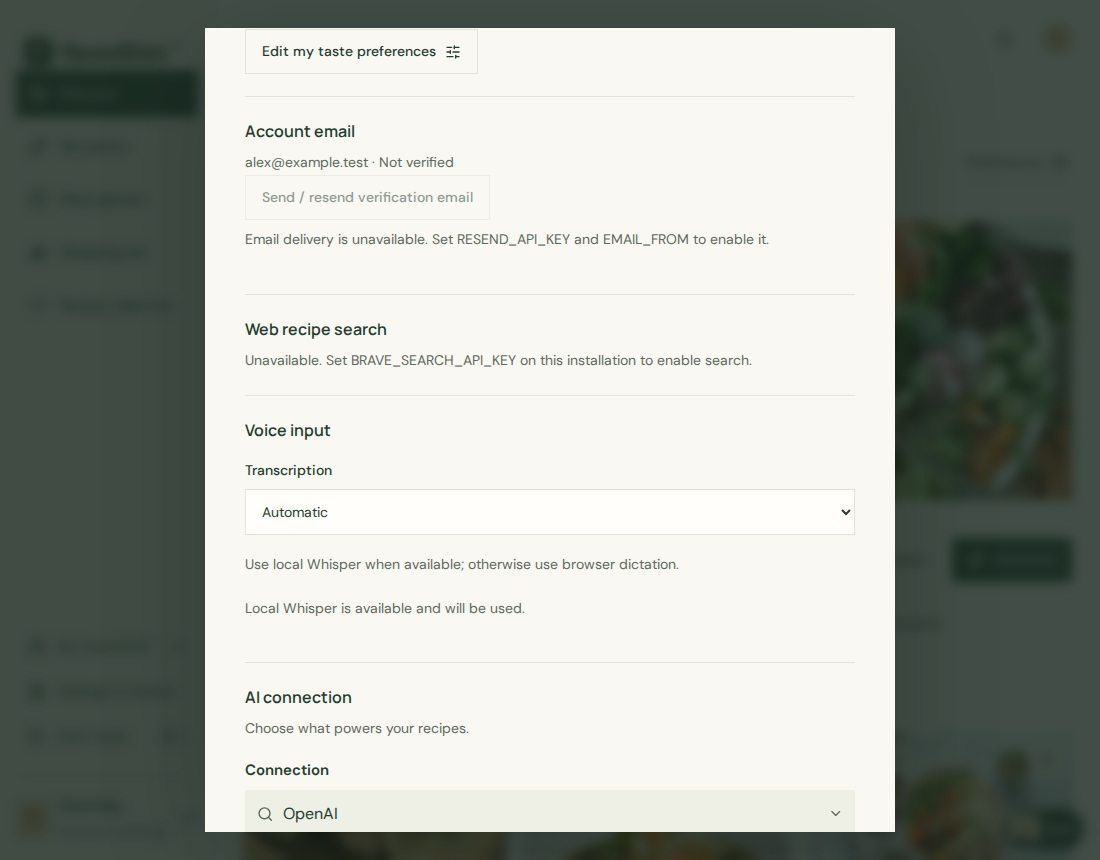 Edit my taste preferences
Account email
alex@example.test · Not verified
Send / resend verification email
Email delivery is unavailable. Set RESEND_API_KEY and EMAIL_FROM to enable it.
Web recipe search
Unavailable. Set BRAVE_SEARCH_API_KEY on this installation to enable search.
Voice input
Transcription
Automatic
Use local Whisper when available; otherwise use browser dictation.
Local Whisper is available and will be used.
AI connection
Choose what powers your recipes.
Connection
OpenAI